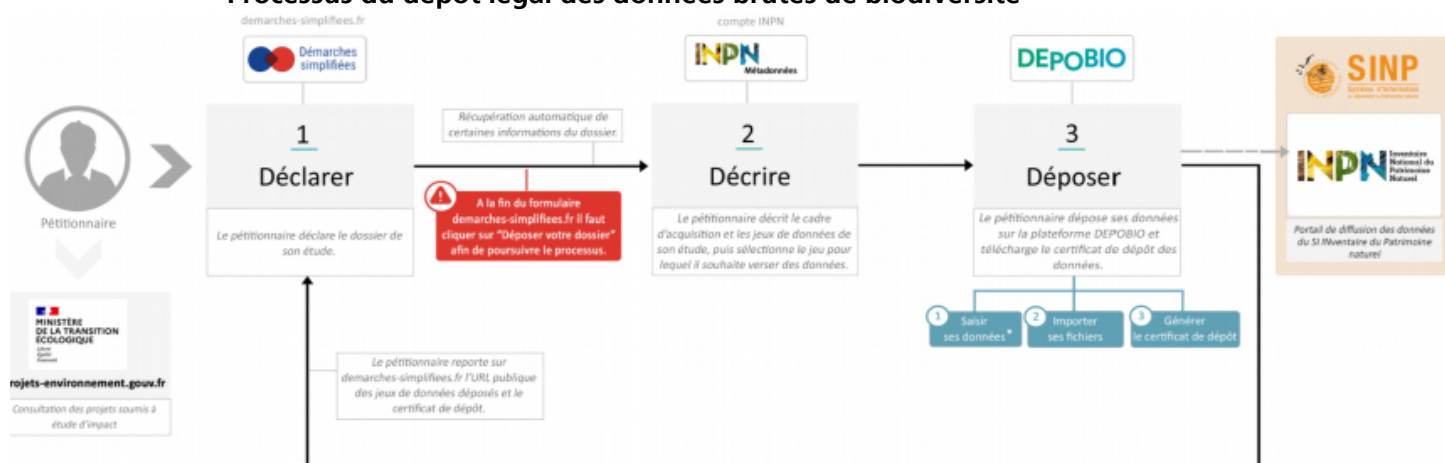 Processus du dépôt légal des données brutes de biodiversité
demarches-simplifiees.fr
Démarches
simplifiées
compte INPN
INPN
Métadonnées
DEPOBIO
SINP
Système d'Information
INPN
Inventaire
National du
Patrimoine
Naturel
Portail de diffusion des données
du SI INventaire du Patrimoine
naturel
Pétitionnaire
1
Déclarer
Le pétitionnaire déclare le dossier de
son étude.
Récupération automatique de
certaines informations du dossier.
A la fin du formulaire
demarches-simplifiees.fr il faut
cliquer sur "Déposer votre dossier"
afin de poursuivre le processus.
2
Décrire
Le pétitionnaire décrit le cadre
d'acquisition et les jeux de données de
son étude, puis sélectionne le jeu pour
lequel il souhaite verser des données.
3
Déposer
Le pétitionnaire dépose ses données
sur la plateforme DEPOBIO et
télécharge le certificat de dépôt des
données.
1
Saisir
ses données*
2
Importer
ses fichiers
3
Générer
le certificat de dépôt
MINISTÈRE
DE LA TRANSITION
ÉCOLOGIQUE
Liberté
Égalité
Fraternité
rojets-environnement.gouv.fr
Consultation des projets soumis à
étude d'impact
Le pétitionnaire reporte sur
demarches-simplifiees.fr l'URL publique
des jeux de données déposés et le
certificat de dépôt.